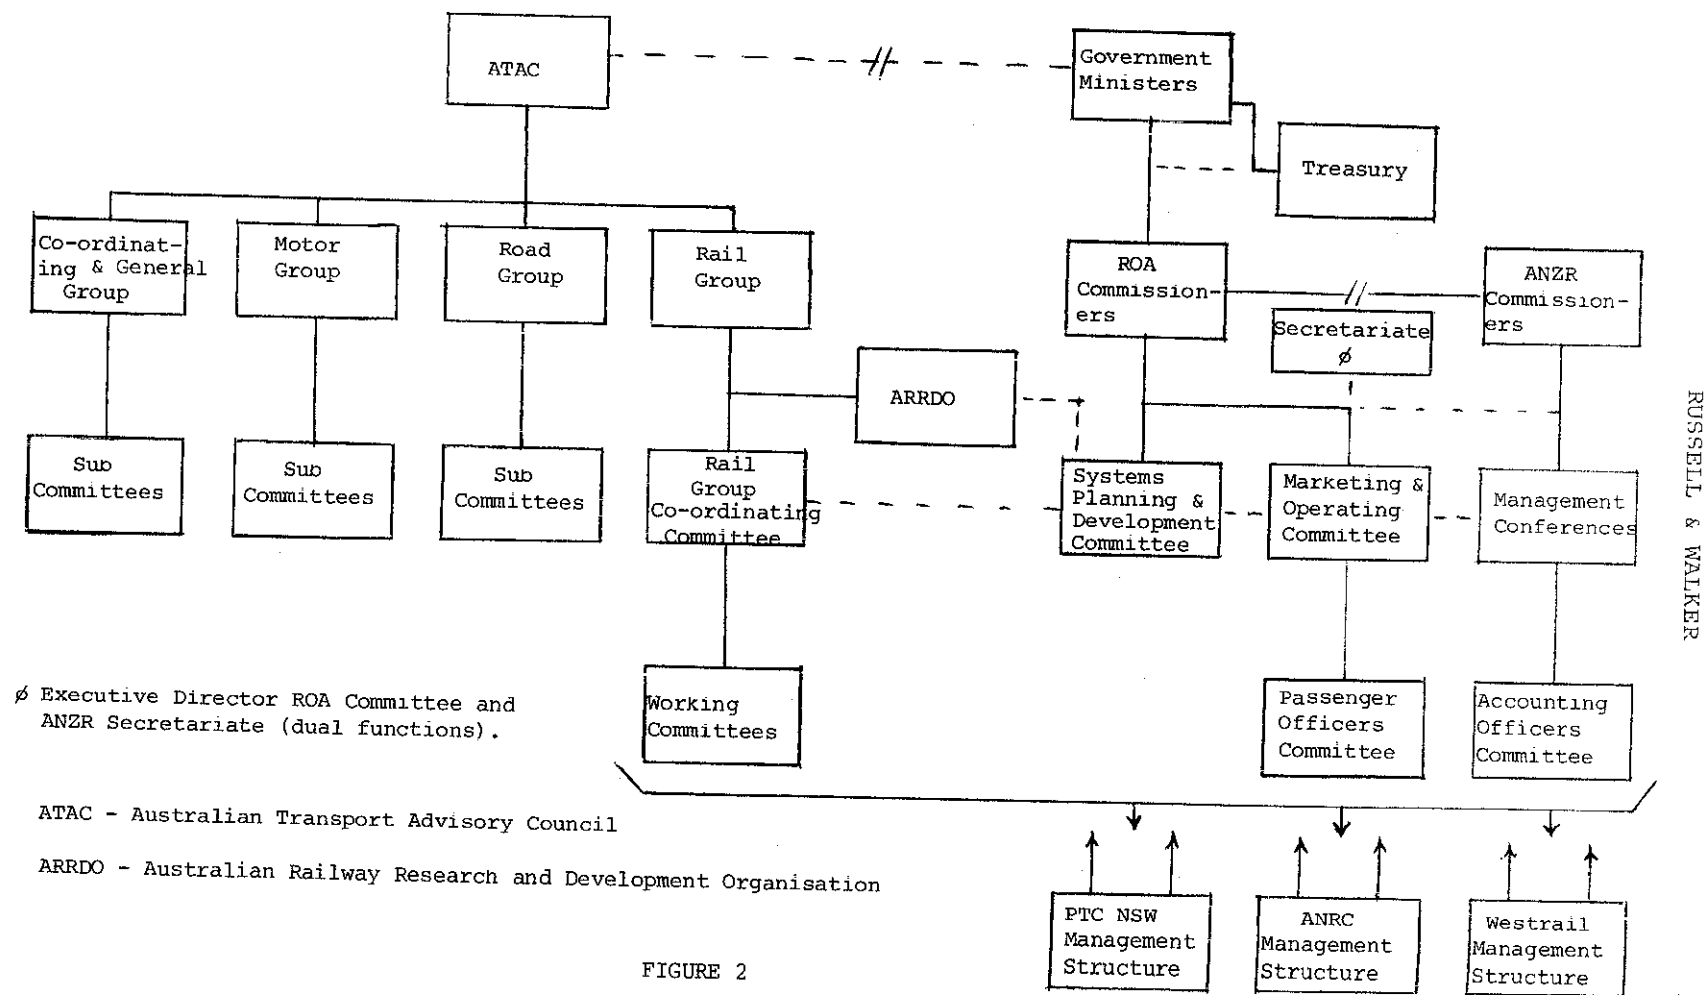 ATAC
Government
Ministers
Treasury
Co-ordinat-
ing & General
Group
Motor
Group
Road
Group
Rail
Group
ROA
Commission-
ers
Secretariate
ø
ANZR
Commission-
ers
ARRDO
Sub
Committees
Sub
Committees
Sub
Committees
Rail
Group
Co-ordinating
Committee
Systems
Planning &
Development
Committee
Marketing &
Operating
Committee
Management
Conferences
Working
Committees
Passenger
Officers
Committee
Accounting
Officers
Committee
ø Executive Director ROA Committee and
ANZR Secretariate (dual functions).
ATAC - Australian Transport Advisory Council
ARRDO - Australian Railway Research and Development Organisation
PTC NSW
Management
Structure
ANRC
Management
Structure
Westrail
Management
Structure
FIGURE 2
RUSSELL & WALKER